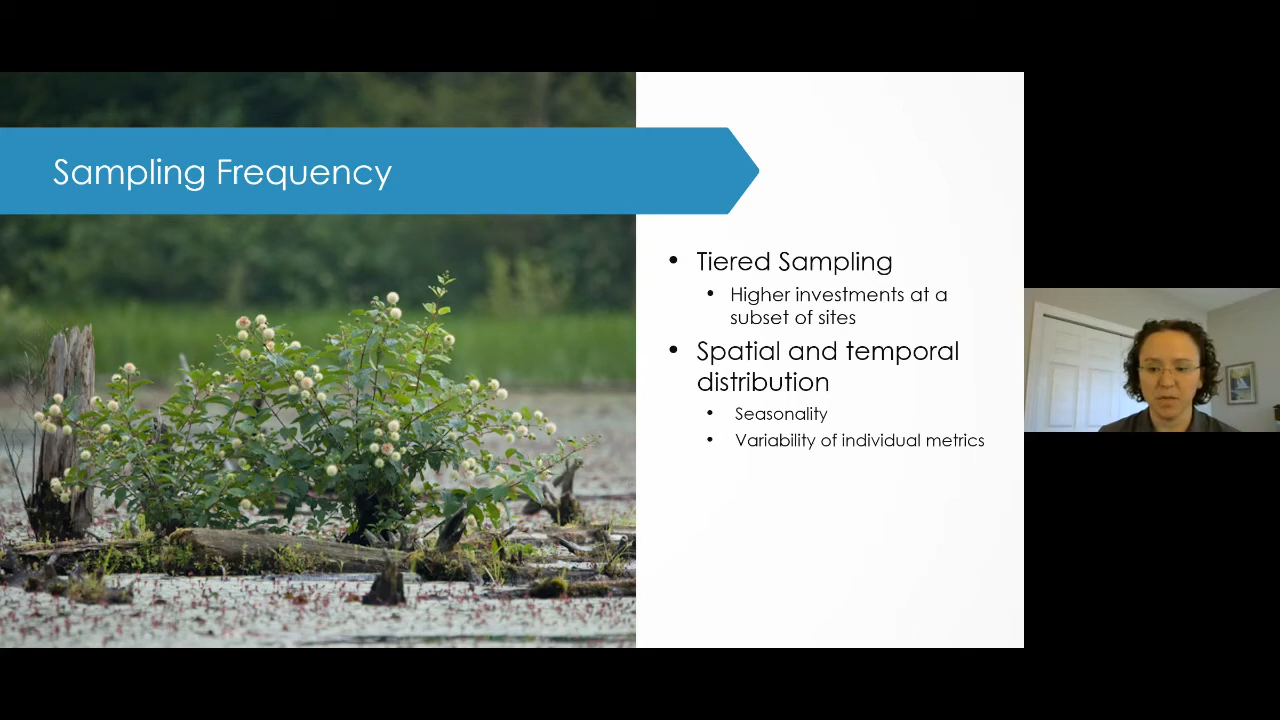 Sampling Frequency
• Tiered Sampling
• Higher investments at a
subset of sites
• Spatial and temporal
distribution
• Seasonality
• Variability of individual metrics